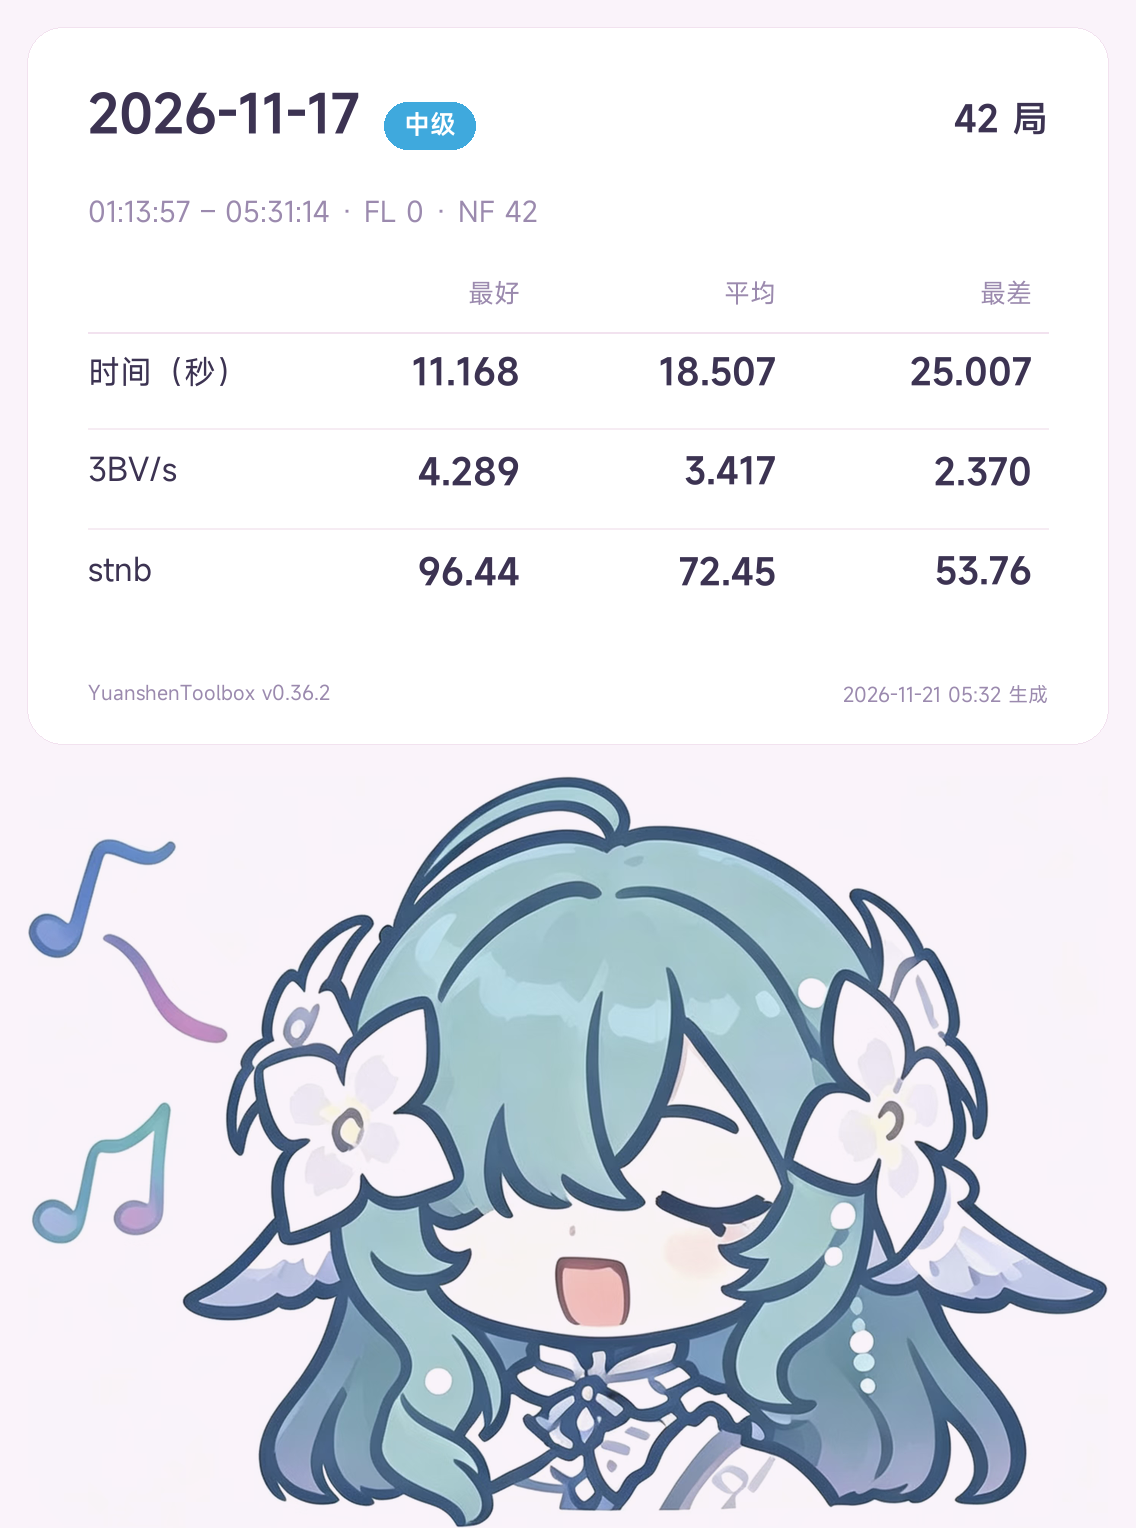 2026-11-17 中级 42 局
01:13:57 – 05:31:14 · FL 0 · NF 42
最好 平均 最差
时间（秒） 11.168 18.507 25.007
3BV/s 4.289 3.417 2.370
stnb 96.44 72.45 53.76
YuanshenToolbox v0.36.2 2026-11-21 05:32 生成